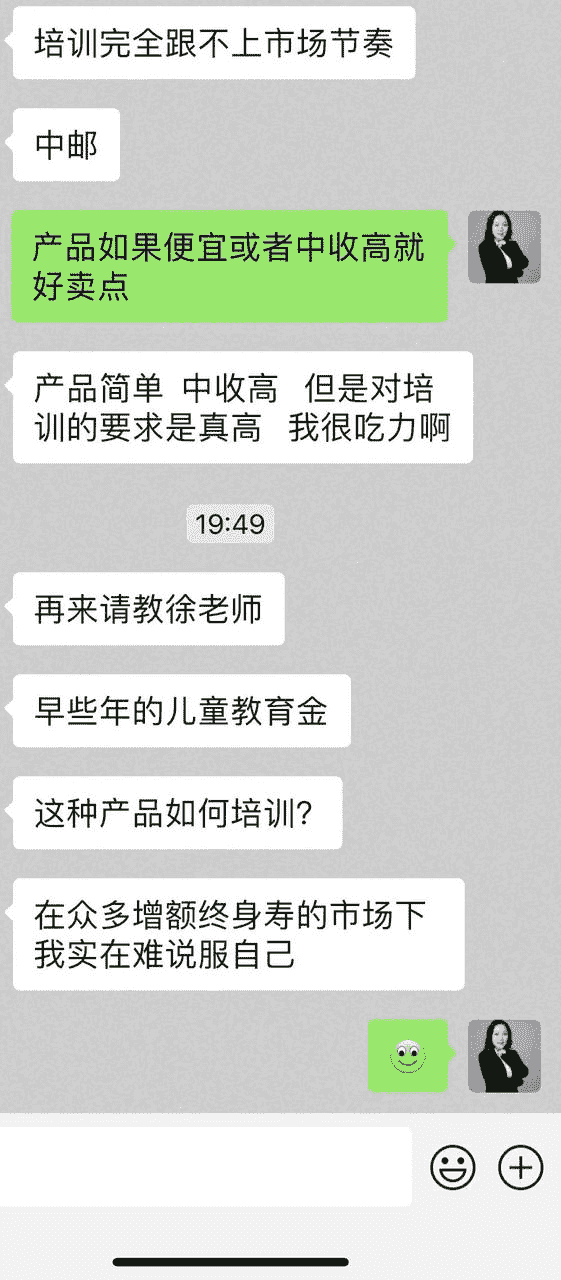 培训完全跟不上市场节奏
中邮
产品如果便宜或者中收高就
好卖点
产品简单 中收高 但是对培
训的要求是真高 我很吃力啊
19:49
再来请教徐老师
早些年的儿童教育金
这种产品如何培训？
在众多增额终身寿的市场下
我实在难说服自己